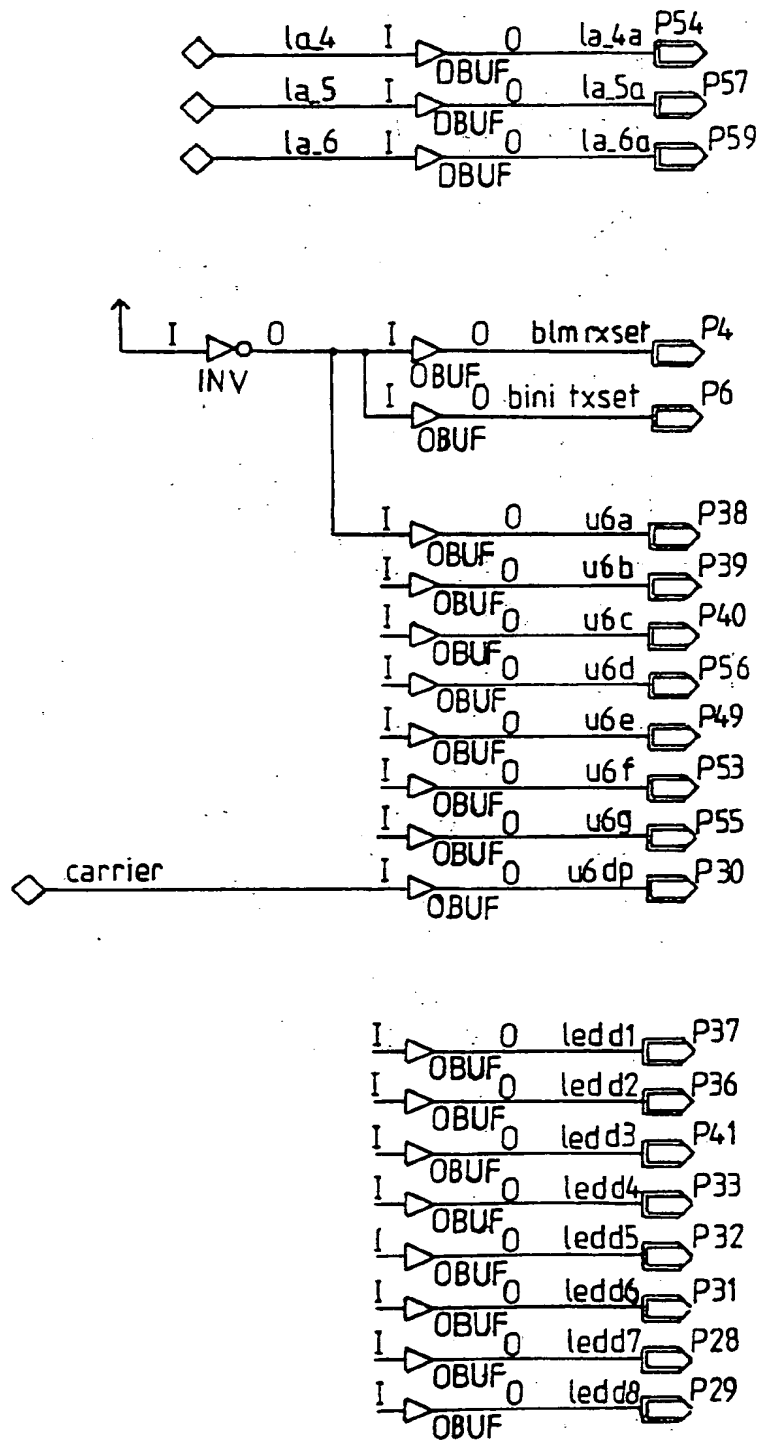 la_4 I O la_4a P54
OBUF
la_5 I O la_5a P57
OBUF
la_6 I O la_6a P59
OBUF
I O I O blm rxset P4
INV OBUF
I O bini txset P6
OBUF
I O u6a P38
OBUF
I O u6b P39
OBUF
I O u6c P40
OBUF
I O u6d P56
OBUF
I O u6e P49
OBUF
I O u6f P53
OBUF
I O u6g P55
OBUF
carrier I O u6dp P30
OBUF
I O ledd1 P37
OBUF
I O ledd2 P36
OBUF
I O ledd3 P41
OBUF
I O ledd4 P33
OBUF
I O ledd5 P32
OBUF
I O ledd6 P31
OBUF
I O ledd7 P28
OBUF
I O ledd8 P29
OBUF